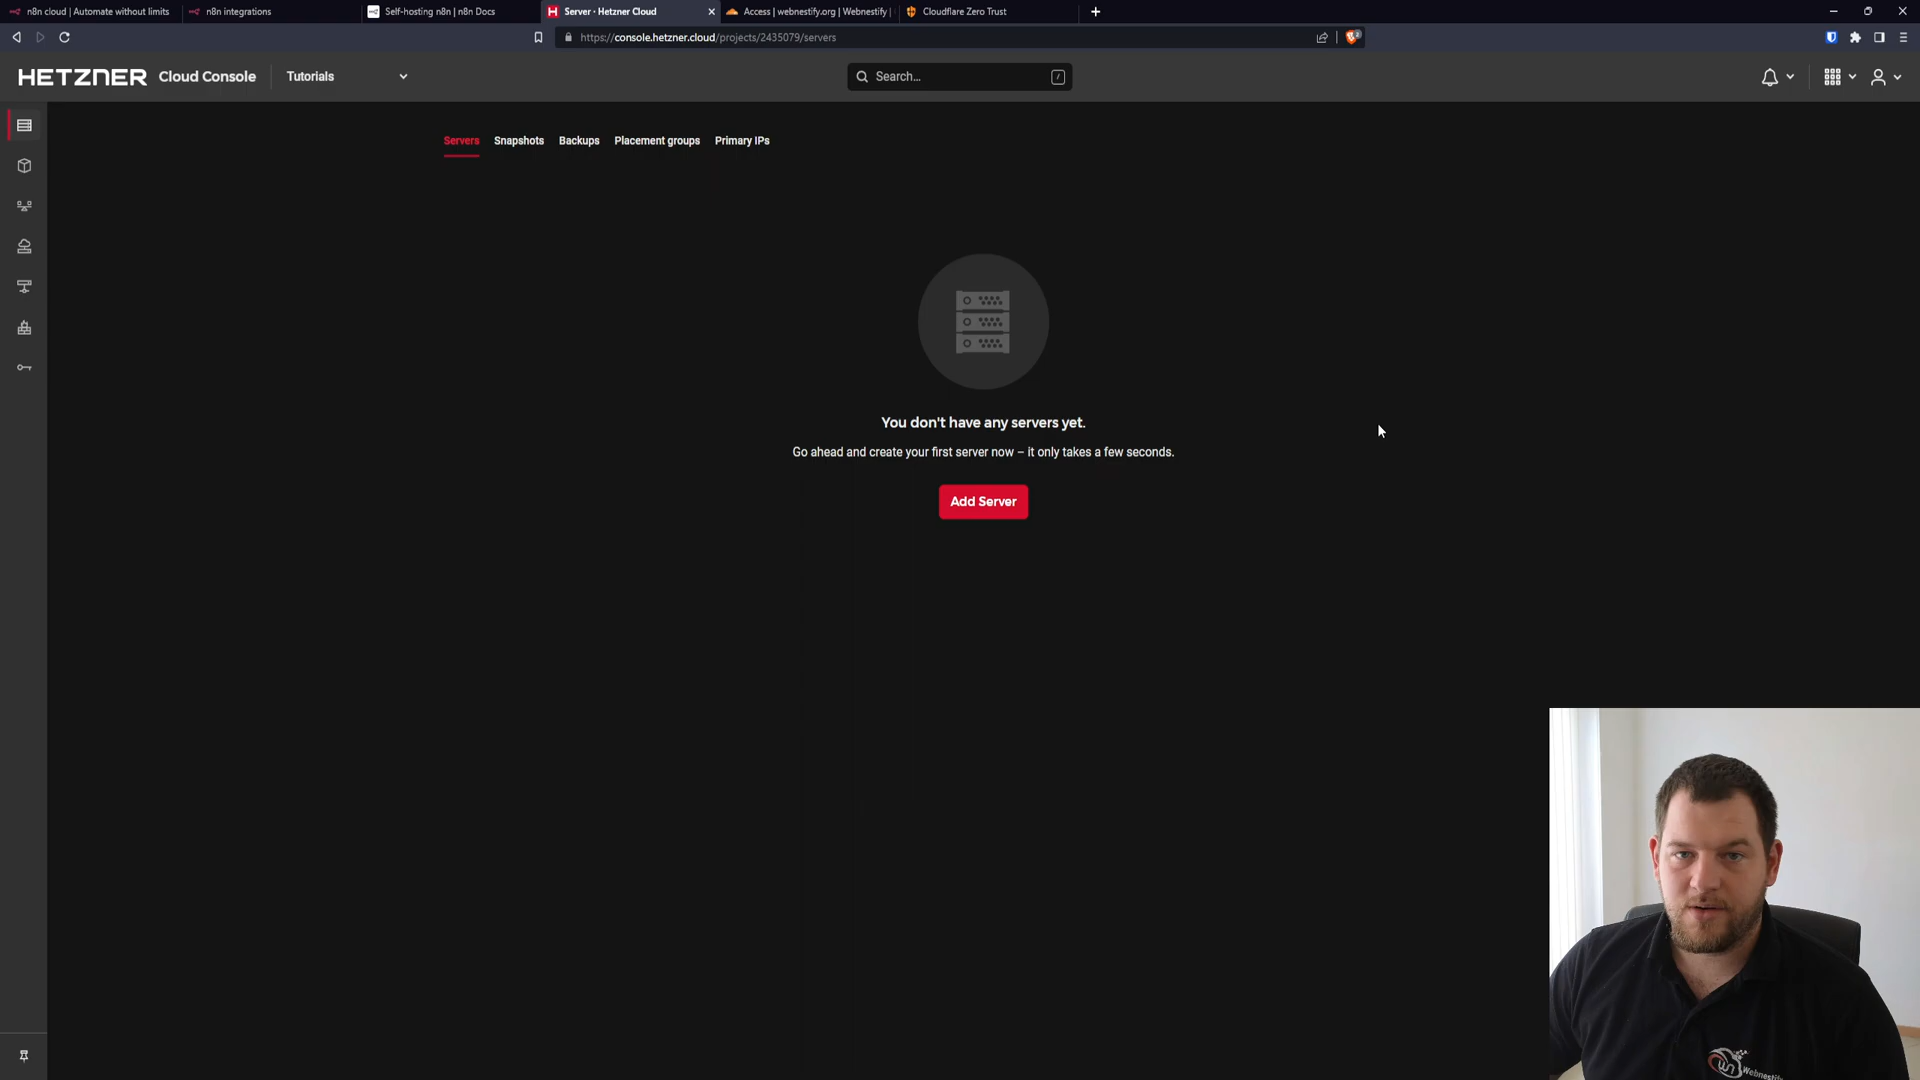 n8n cloud | Automate without limits
n8n integrations
Self-hosting n8n | n8n Docs
Server · Hetzner Cloud
Access | webnestify.org | Webnestify |
Cloudflare Zero Trust
https://console.hetzner.cloud/projects/2435079/servers
HETZNER Cloud Console
Tutorials
Search...
/
Servers
Snapshots
Backups
Placement groups
Primary IPs
You don't have any servers yet.
Go ahead and create your first server now – it only takes a few seconds.
Add Server
Webnestify